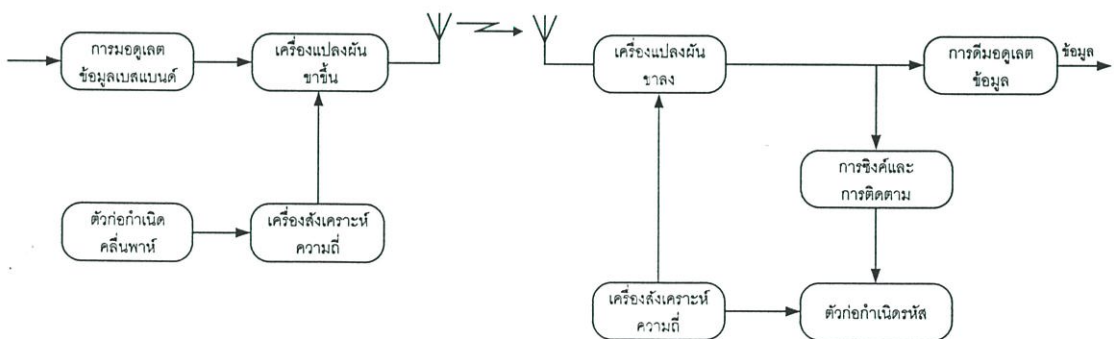 การมอดูเลต
ข้อมูลเบสแบนด์
เครื่องแปลงผัน
ขาขึ้น
เครื่องแปลงผัน
ขาลง
การดีมอดูเลต
ข้อมูล
ข้อมูล
การซิงค์และ
การติดตาม
ตัวก่อกำเนิด
คลื่นพาห์
เครื่องสังเคราะห์
ความถี่
เครื่องสังเคราะห์
ความถี่
ตัวก่อกำเนิดรหัส